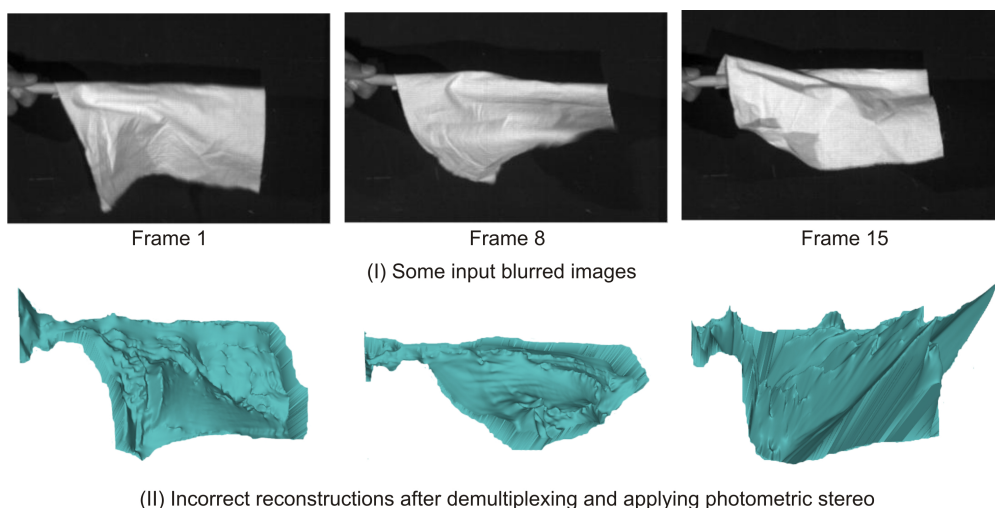 Frame 1
Frame 8
Frame 15
(I) Some input blurred images
(II) Incorrect reconstructions after demultiplexing and applying photometric stereo